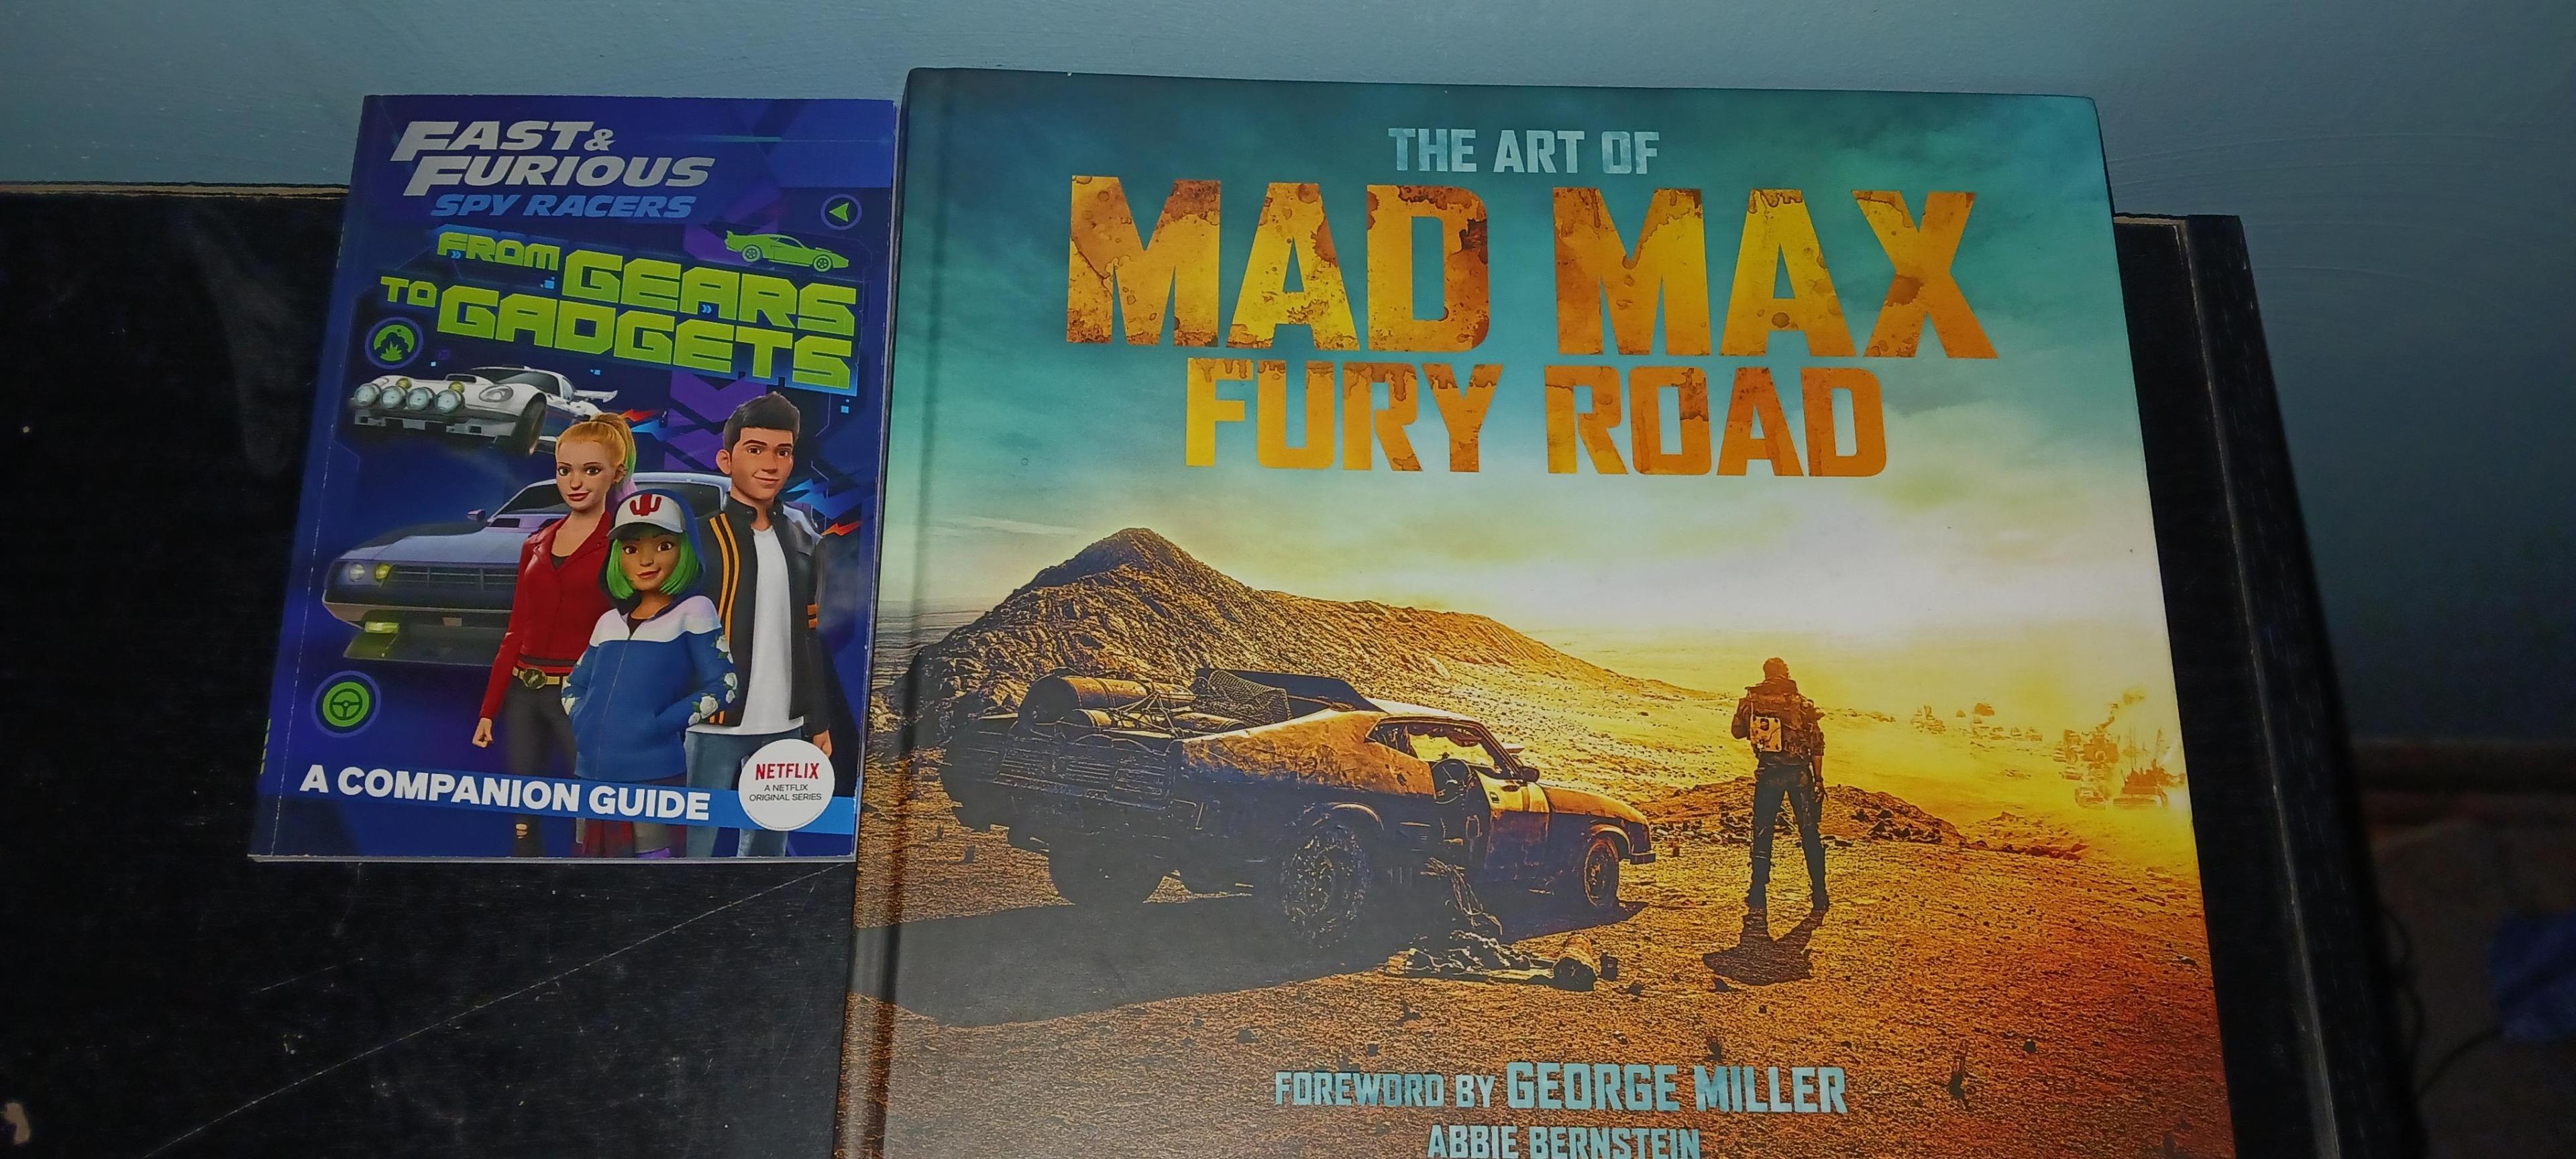 FAST &
FURIOUS
SPY RACERS
FROM GEARS
TO GADGETS
A COMPANION GUIDE
NETFLIX
A NETFLIX
ORIGINAL SERIES
THE ART OF
MAD MAX
FURY ROAD
FOREWORD BY GEORGE MILLER
ABBIE BERNSTEIN